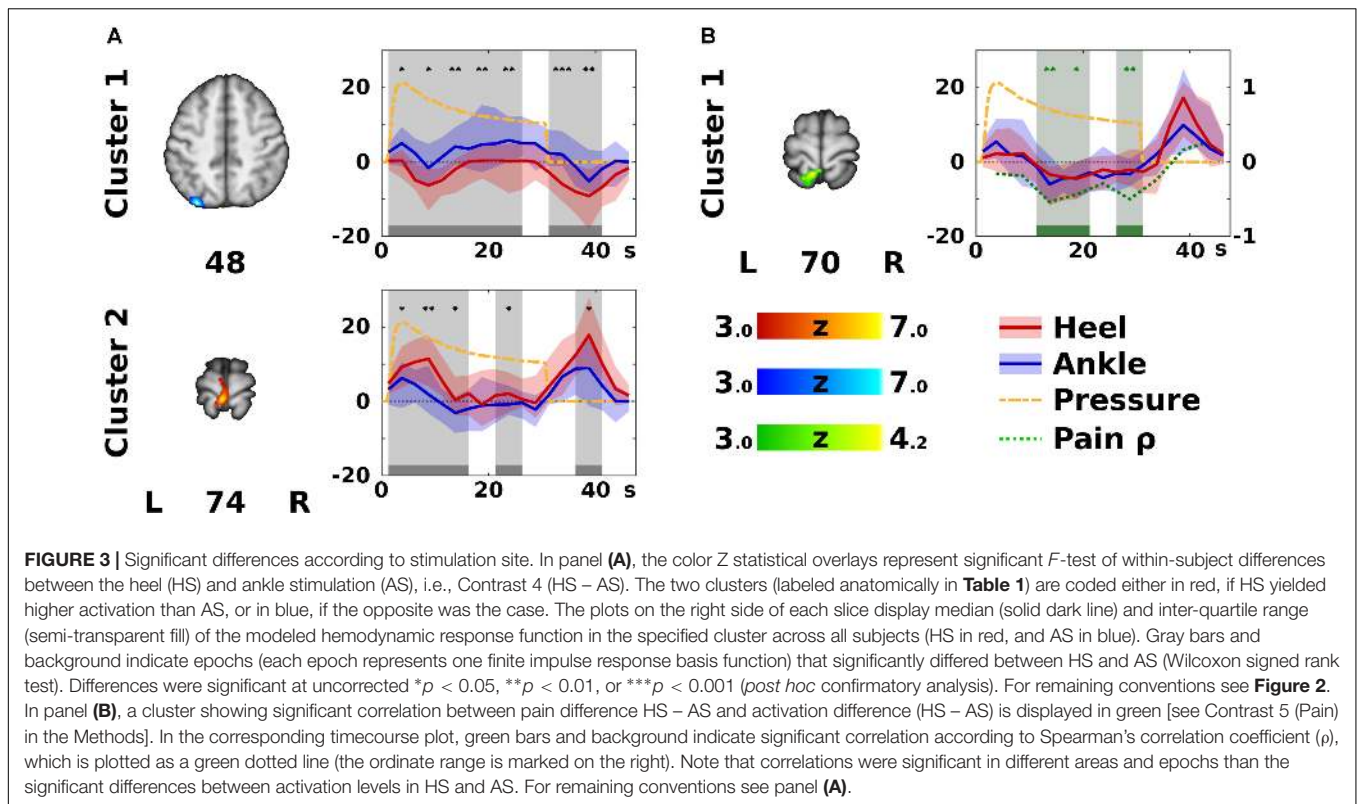 A
B
Cluster 1
20
0
-20
0
20
40
s
48
Cluster 2
20
0
-20
0
20
40
s
L
74
R
Cluster 1
20
0
-20
1
0
-1
0
20
40
s
L
70
R
3.0
z
7.0
3.0
z
7.0
3.0
z
4.2
Heel
Ankle
Pressure
Pain ρ
FIGURE 3 | Significant differences according to stimulation site. In panel (A), the color Z statistical overlays represent significant F-test of within-subject differences
between the heel (HS) and ankle stimulation (AS), i.e., Contrast 4 (HS – AS). The two clusters (labeled anatomically in Table 1) are coded either in red, if HS yielded
higher activation than AS, or in blue, if the opposite was the case. The plots on the right side of each slice display median (solid dark line) and inter-quartile range
(semi-transparent fill) of the modeled hemodynamic response function in the specified cluster across all subjects (HS in red, and AS in blue). Gray bars and
background indicate epochs (each epoch represents one finite impulse response basis function) that significantly differed between HS and AS (Wilcoxon signed rank
test). Differences were significant at uncorrected *p < 0.05, **p < 0.01, or ***p < 0.001 (post hoc confirmatory analysis). For remaining conventions see Figure 2.
In panel (B), a cluster showing significant correlation between pain difference HS – AS and activation difference (HS – AS) is displayed in green [see Contrast 5 (Pain)
in the Methods]. In the corresponding timecourse plot, green bars and background indicate significant correlation according to Spearman's correlation coefficient (ρ),
which is plotted as a green dotted line (the ordinate range is marked on the right). Note that correlations were significant in different areas and epochs than the
significant differences between activation levels in HS and AS. For remaining conventions see panel (A).